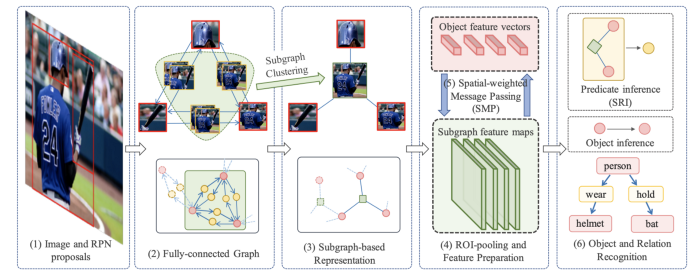 Subgraph
Clustering
Object feature vectors
(5) Spatial-weighted
Message Passing
(SMP)
Subgraph feature maps
Predicate inference
(SRI)
Object inference
person
wear
hold
helmet
bat
24
(1) Image and RPN
proposals
(2) Fully-connected Graph
(3) Subgraph-based
Representation
(4) ROI-pooling and
Feature Preparation
(6) Object and Relation
Recognition